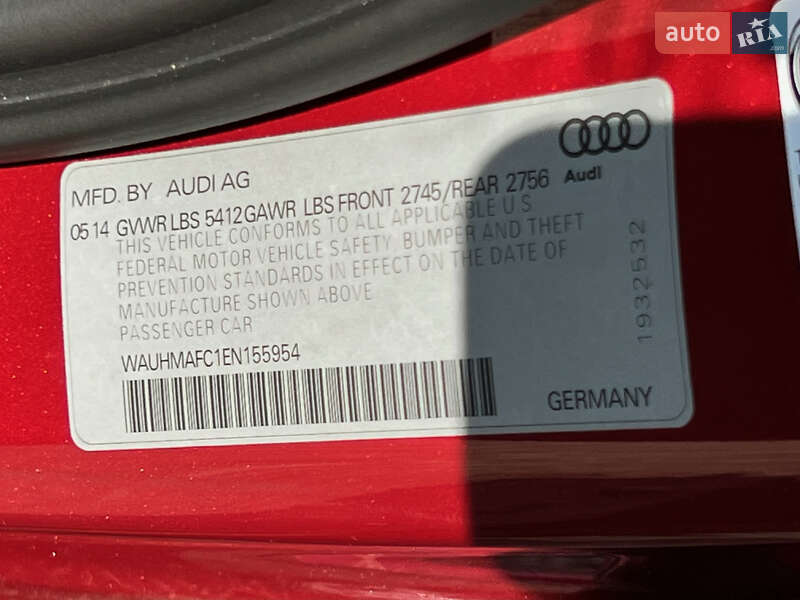 auto RIA
.com
Audi
MFD. BY AUDI AG
05 14 GVWR LBS 5412 GAWR LBS FRONT 2745/REAR 2756
THIS VEHICLE CONFORMS TO ALL APPLICABLE U S
FEDERAL MOTOR VEHICLE SAFETY, BUMPER AND THEFT
PREVENTION STANDARDS IN EFFECT ON THE DATE OF
MANUFACTURE SHOWN ABOVE
PASSENGER CAR
WAUHMAFC1EN155954
GERMANY
1932532